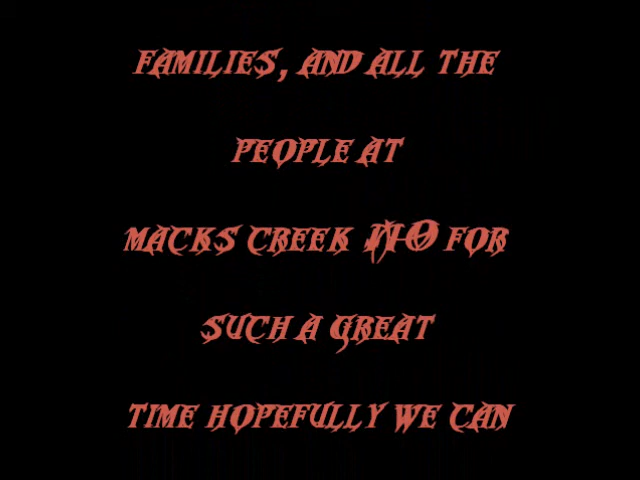 FAMILIES, AND ALL THE
PEOPLE AT
MACKS CREEK FOR
SUCH A GREAT
TIME HOPEFULLY WE CAN